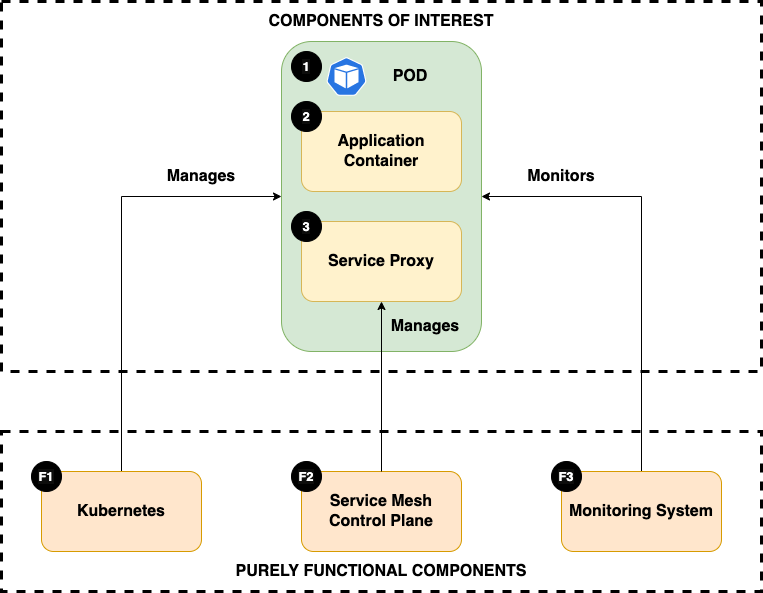 COMPONENTS OF INTEREST
1
POD
2
Application
Container
Manages
Monitors
3
Service Proxy
Manages
F1
Kubernetes
F2
Service Mesh
Control Plane
F3
Monitoring System
PURELY FUNCTIONAL COMPONENTS